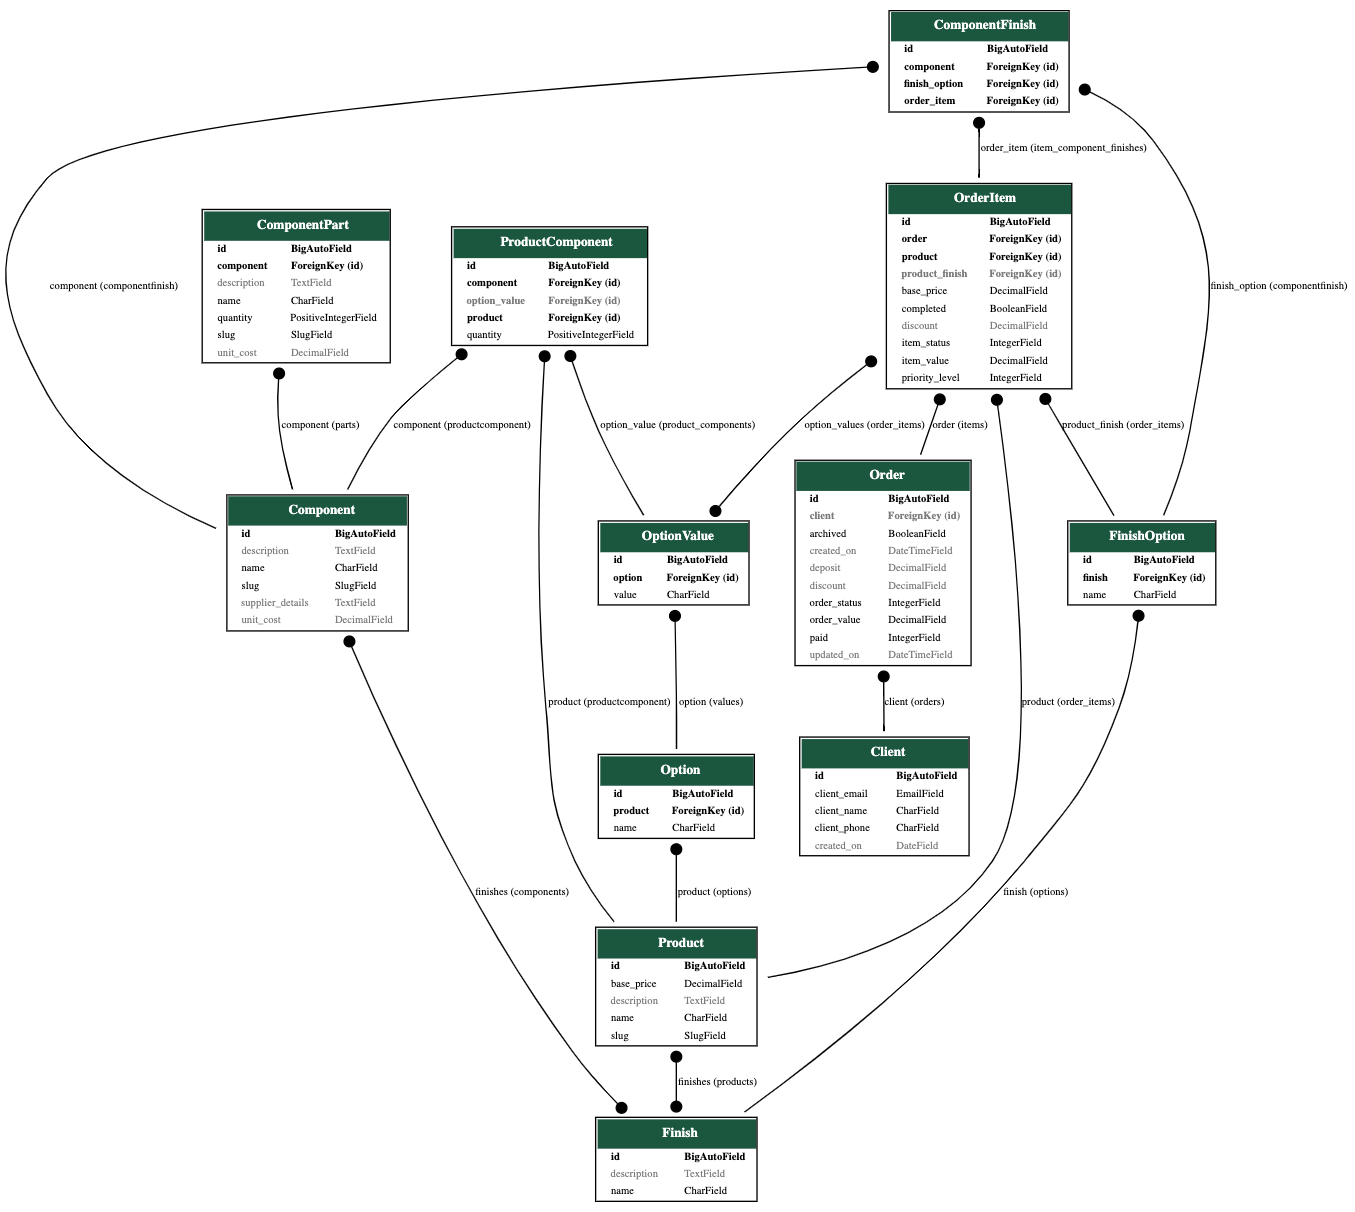 ComponentFinish
id BigAutoField
component ForeignKey (id)
finish_option ForeignKey (id)
order_item ForeignKey (id)
order_item (item_component_finishes)
component (componentfinish)
finish_option (componentfinish)
ComponentPart
id BigAutoField
component ForeignKey (id)
description TextField
name CharField
quantity PositiveIntegerField
slug SlugField
unit_cost DecimalField
ProductComponent
id BigAutoField
component ForeignKey (id)
option_value ForeignKey (id)
product ForeignKey (id)
quantity PositiveIntegerField
OrderItem
id BigAutoField
order ForeignKey (id)
product ForeignKey (id)
product_finish ForeignKey (id)
base_price DecimalField
completed BooleanField
discount DecimalField
item_status IntegerField
item_value DecimalField
priority_level IntegerField
component (parts)
component (productcomponent)
option_value (product_components)
option_values (order_items)
order (items)
product_finish (order_items)
Component
id BigAutoField
description TextField
name CharField
slug SlugField
supplier_details TextField
unit_cost DecimalField
OptionValue
id BigAutoField
option ForeignKey (id)
value CharField
Order
id BigAutoField
client ForeignKey (id)
archived BooleanField
created_on DateTimeField
deposit DecimalField
discount DecimalField
order_status IntegerField
order_value DecimalField
paid IntegerField
updated_on DateTimeField
FinishOption
id BigAutoField
finish ForeignKey (id)
name CharField
product (productcomponent)
option (values)
client (orders)
product (order_items)
Option
id BigAutoField
product ForeignKey (id)
name CharField
Client
id BigAutoField
client_email EmailField
client_name CharField
client_phone CharField
created_on DateField
finishes (components)
product (options)
finish (options)
Product
id BigAutoField
base_price DecimalField
description TextField
name CharField
slug SlugField
finishes (products)
Finish
id BigAutoField
description TextField
name CharField